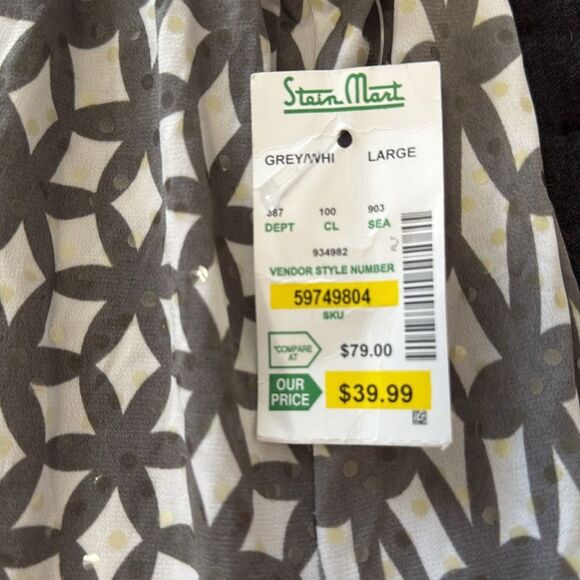 Stein Mart
GREY/WHI LARGE
387 100 903
DEPT CL SEA
934982
VENDOR STYLE NUMBER
59749804
SKU
*COMPARE AT $79.00
OUR PRICE $39.99